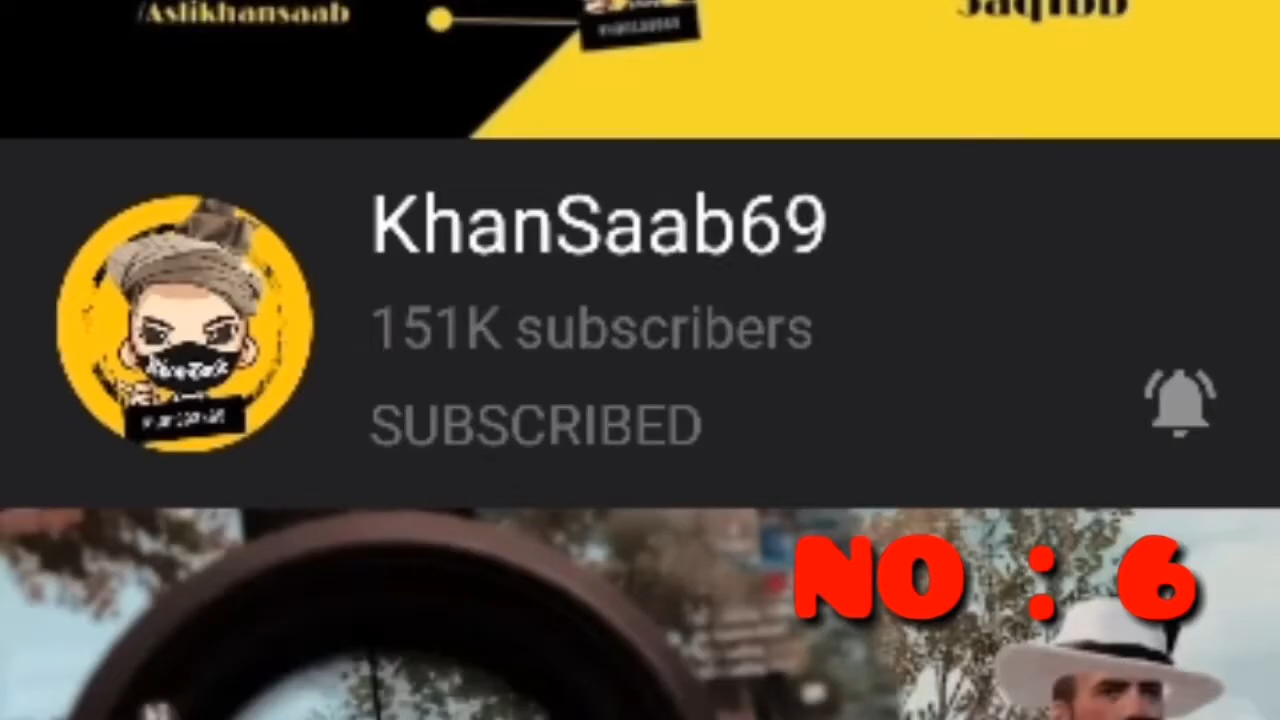 /Aslikhansaab
KhanSaab69
151K subscribers
SUBSCRIBED
NO : 6